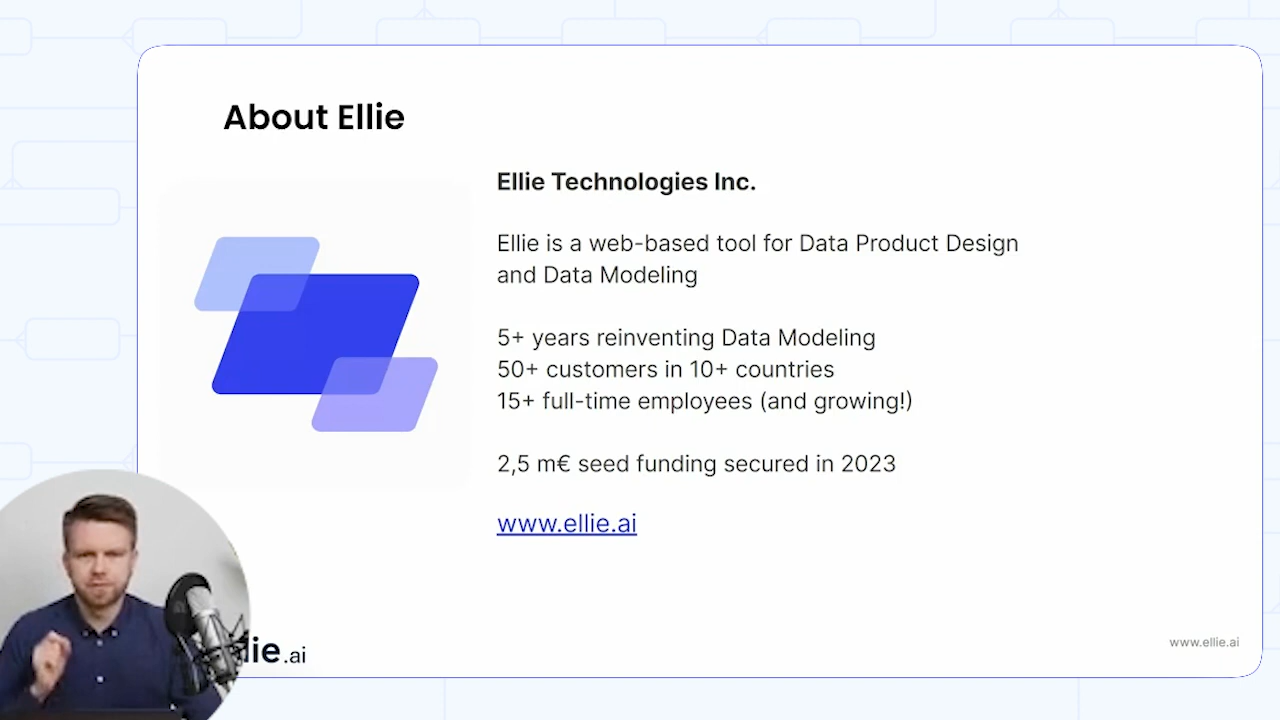 About Ellie
Ellie Technologies Inc.
Ellie is a web-based tool for Data Product Design
and Data Modeling
5+ years reinventing Data Modeling
50+ customers in 10+ countries
15+ full-time employees (and growing!)
2,5 m€ seed funding secured in 2023
www.ellie.ai
lie.ai
www.ellie.ai